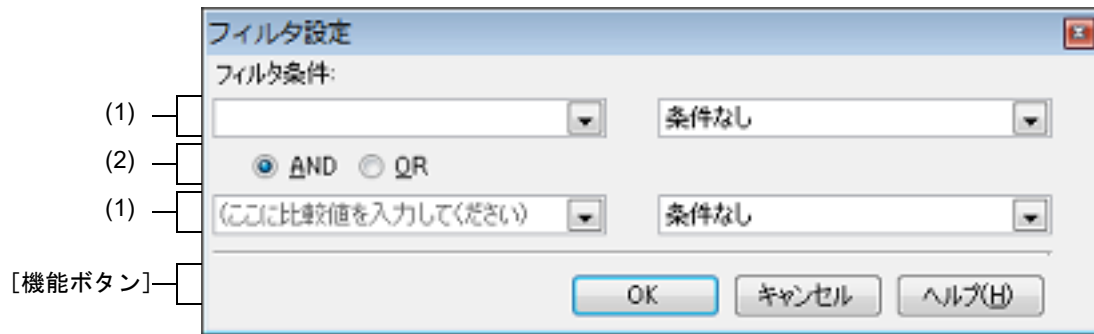 フィルタ設定
フィルタ条件:
(1) 条件なし
(2) AND OR
(1) (ここに比較値を入力してください) 条件なし
[機能ボタン] OK キャンセル ヘルプ(H)